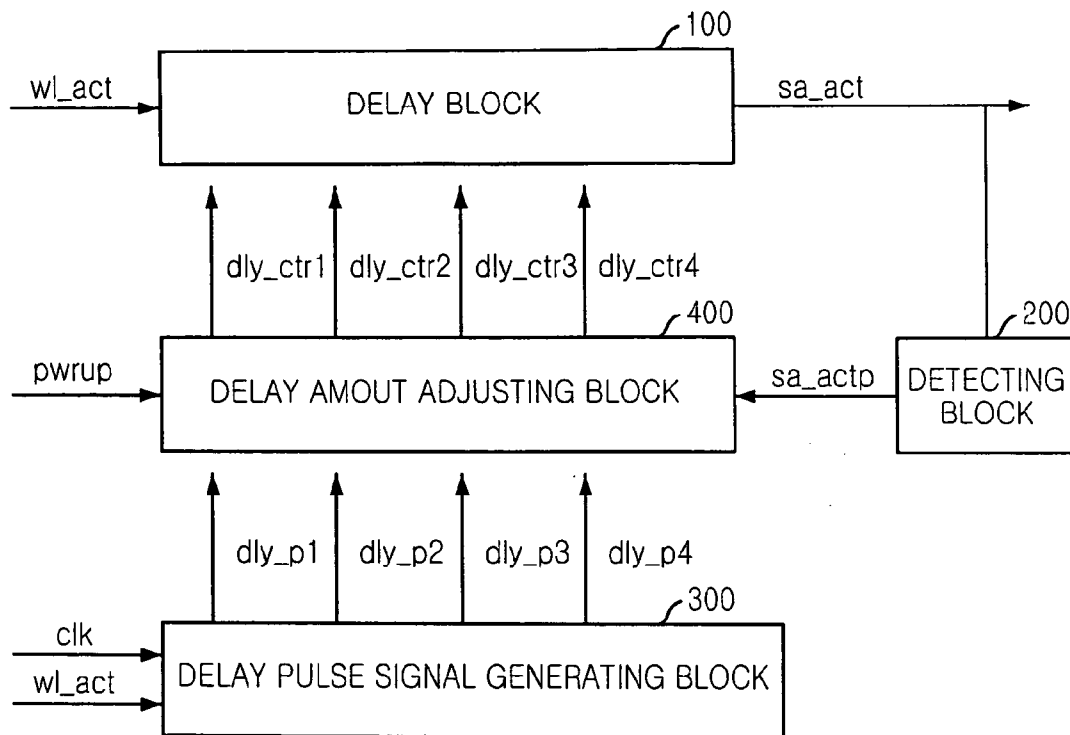 100
wl_act
DELAY BLOCK
sa_act
dly_ctr1 dly_ctr2 dly_ctr3 dly_ctr4
400
200
pwrup
DELAY AMOUT ADJUSTING BLOCK
sa_actp
DETECTING
BLOCK
dly_p1 dly_p2 dly_p3 dly_p4
300
clk
wl_act
DELAY PULSE SIGNAL GENERATING BLOCK